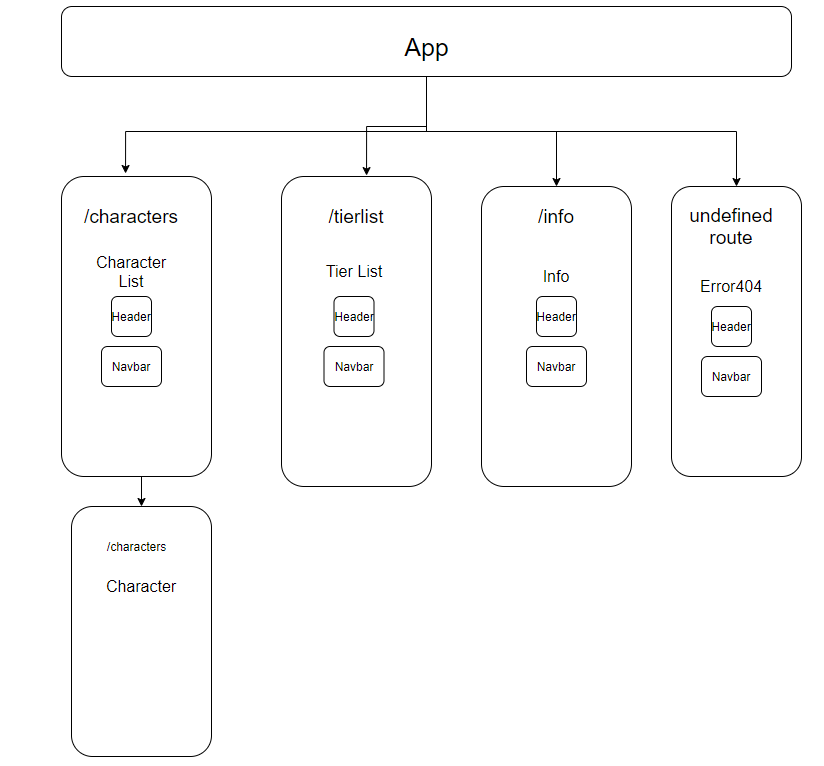 App
/characters
Character
List
Header
Navbar
/tierlist
Tier List
Header
Navbar
/info
Info
Header
Navbar
undefined
route
Error404
Header
Navbar
/characters
Character